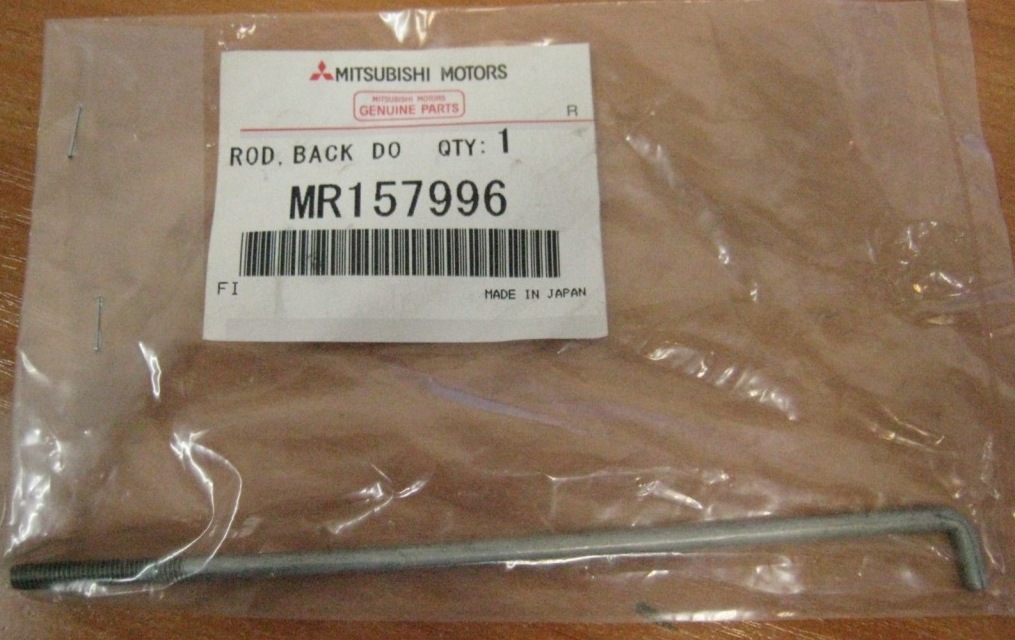 MITSUBISHI MOTORS
MITSUBISHI MOTORS
GENUINE PARTS
R
ROD, BACK DO QTY: 1
MR157996
FI
MADE IN JAPAN